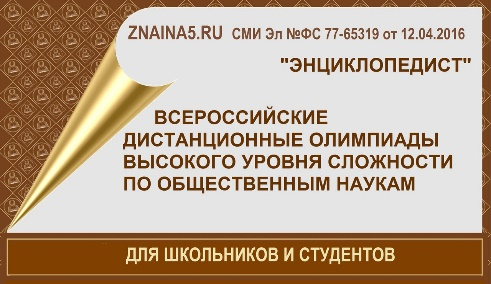 ZNAINA5.RU СМИ Эл №ФС 77-65319 от 12.04.2016
"ЭНЦИКЛОПЕДИСТ"
ВСЕРОССИЙСКИЕ
ДИСТАНЦИОННЫЕ ОЛИМПИАДЫ
ВЫСОКОГО УРОВНЯ СЛОЖНОСТИ
ПО ОБЩЕСТВЕННЫМ НАУКАМ
ДЛЯ ШКОЛЬНИКОВ И СТУДЕНТОВ